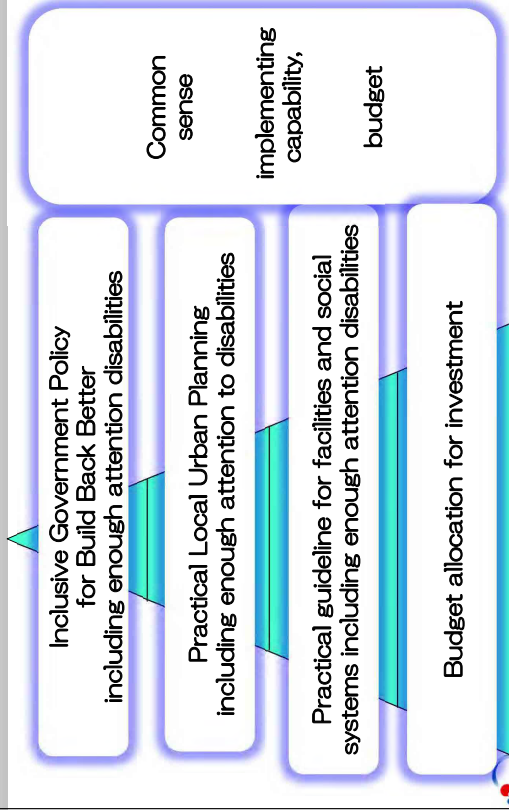 Inclusive Government Policy
for Build Back Better
including enough attention disabilities
Practical Local Urban Planning
including enough attention to disabilities
Practical guideline for facilities and social
systems including enough attention disabilities
Budget allocation for investment
Common
sense
implementing
capability,
budget